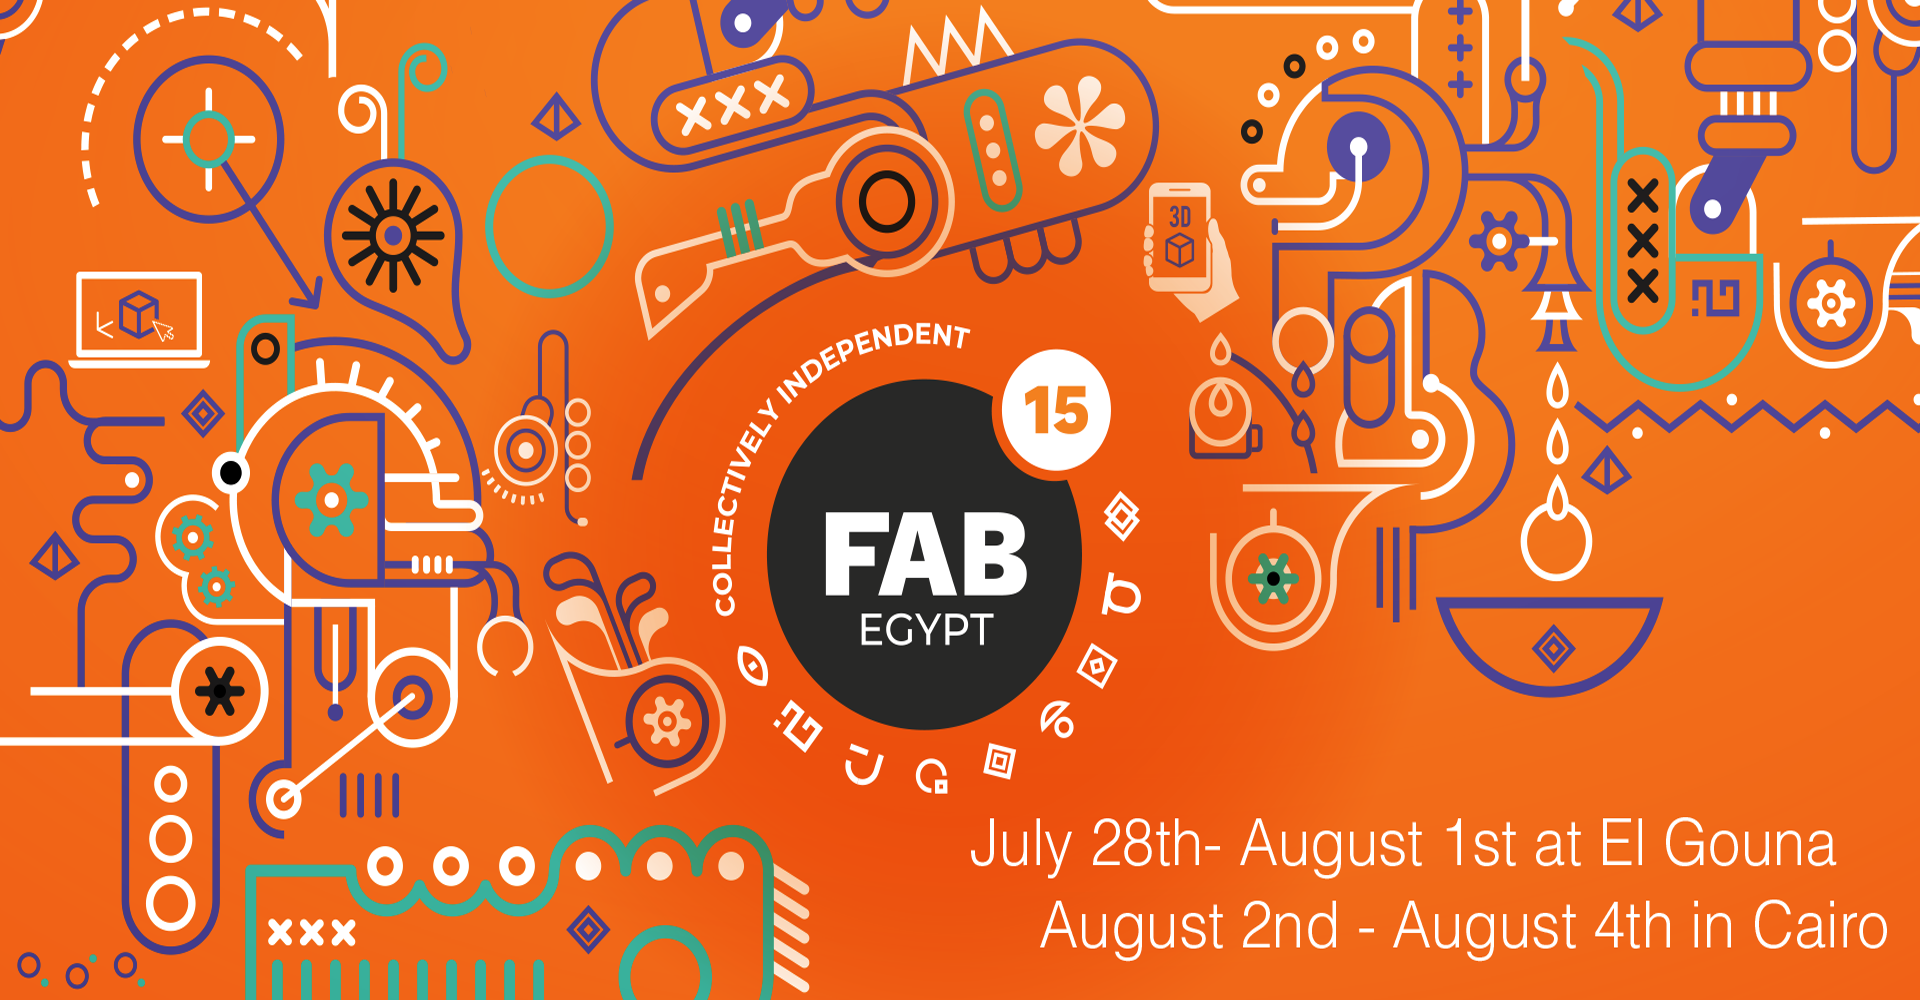 3D
COLLECTIVELY INDEPENDENT
15
FAB
EGYPT
July 28th- August 1st at El Gouna
August 2nd - August 4th in Cairo